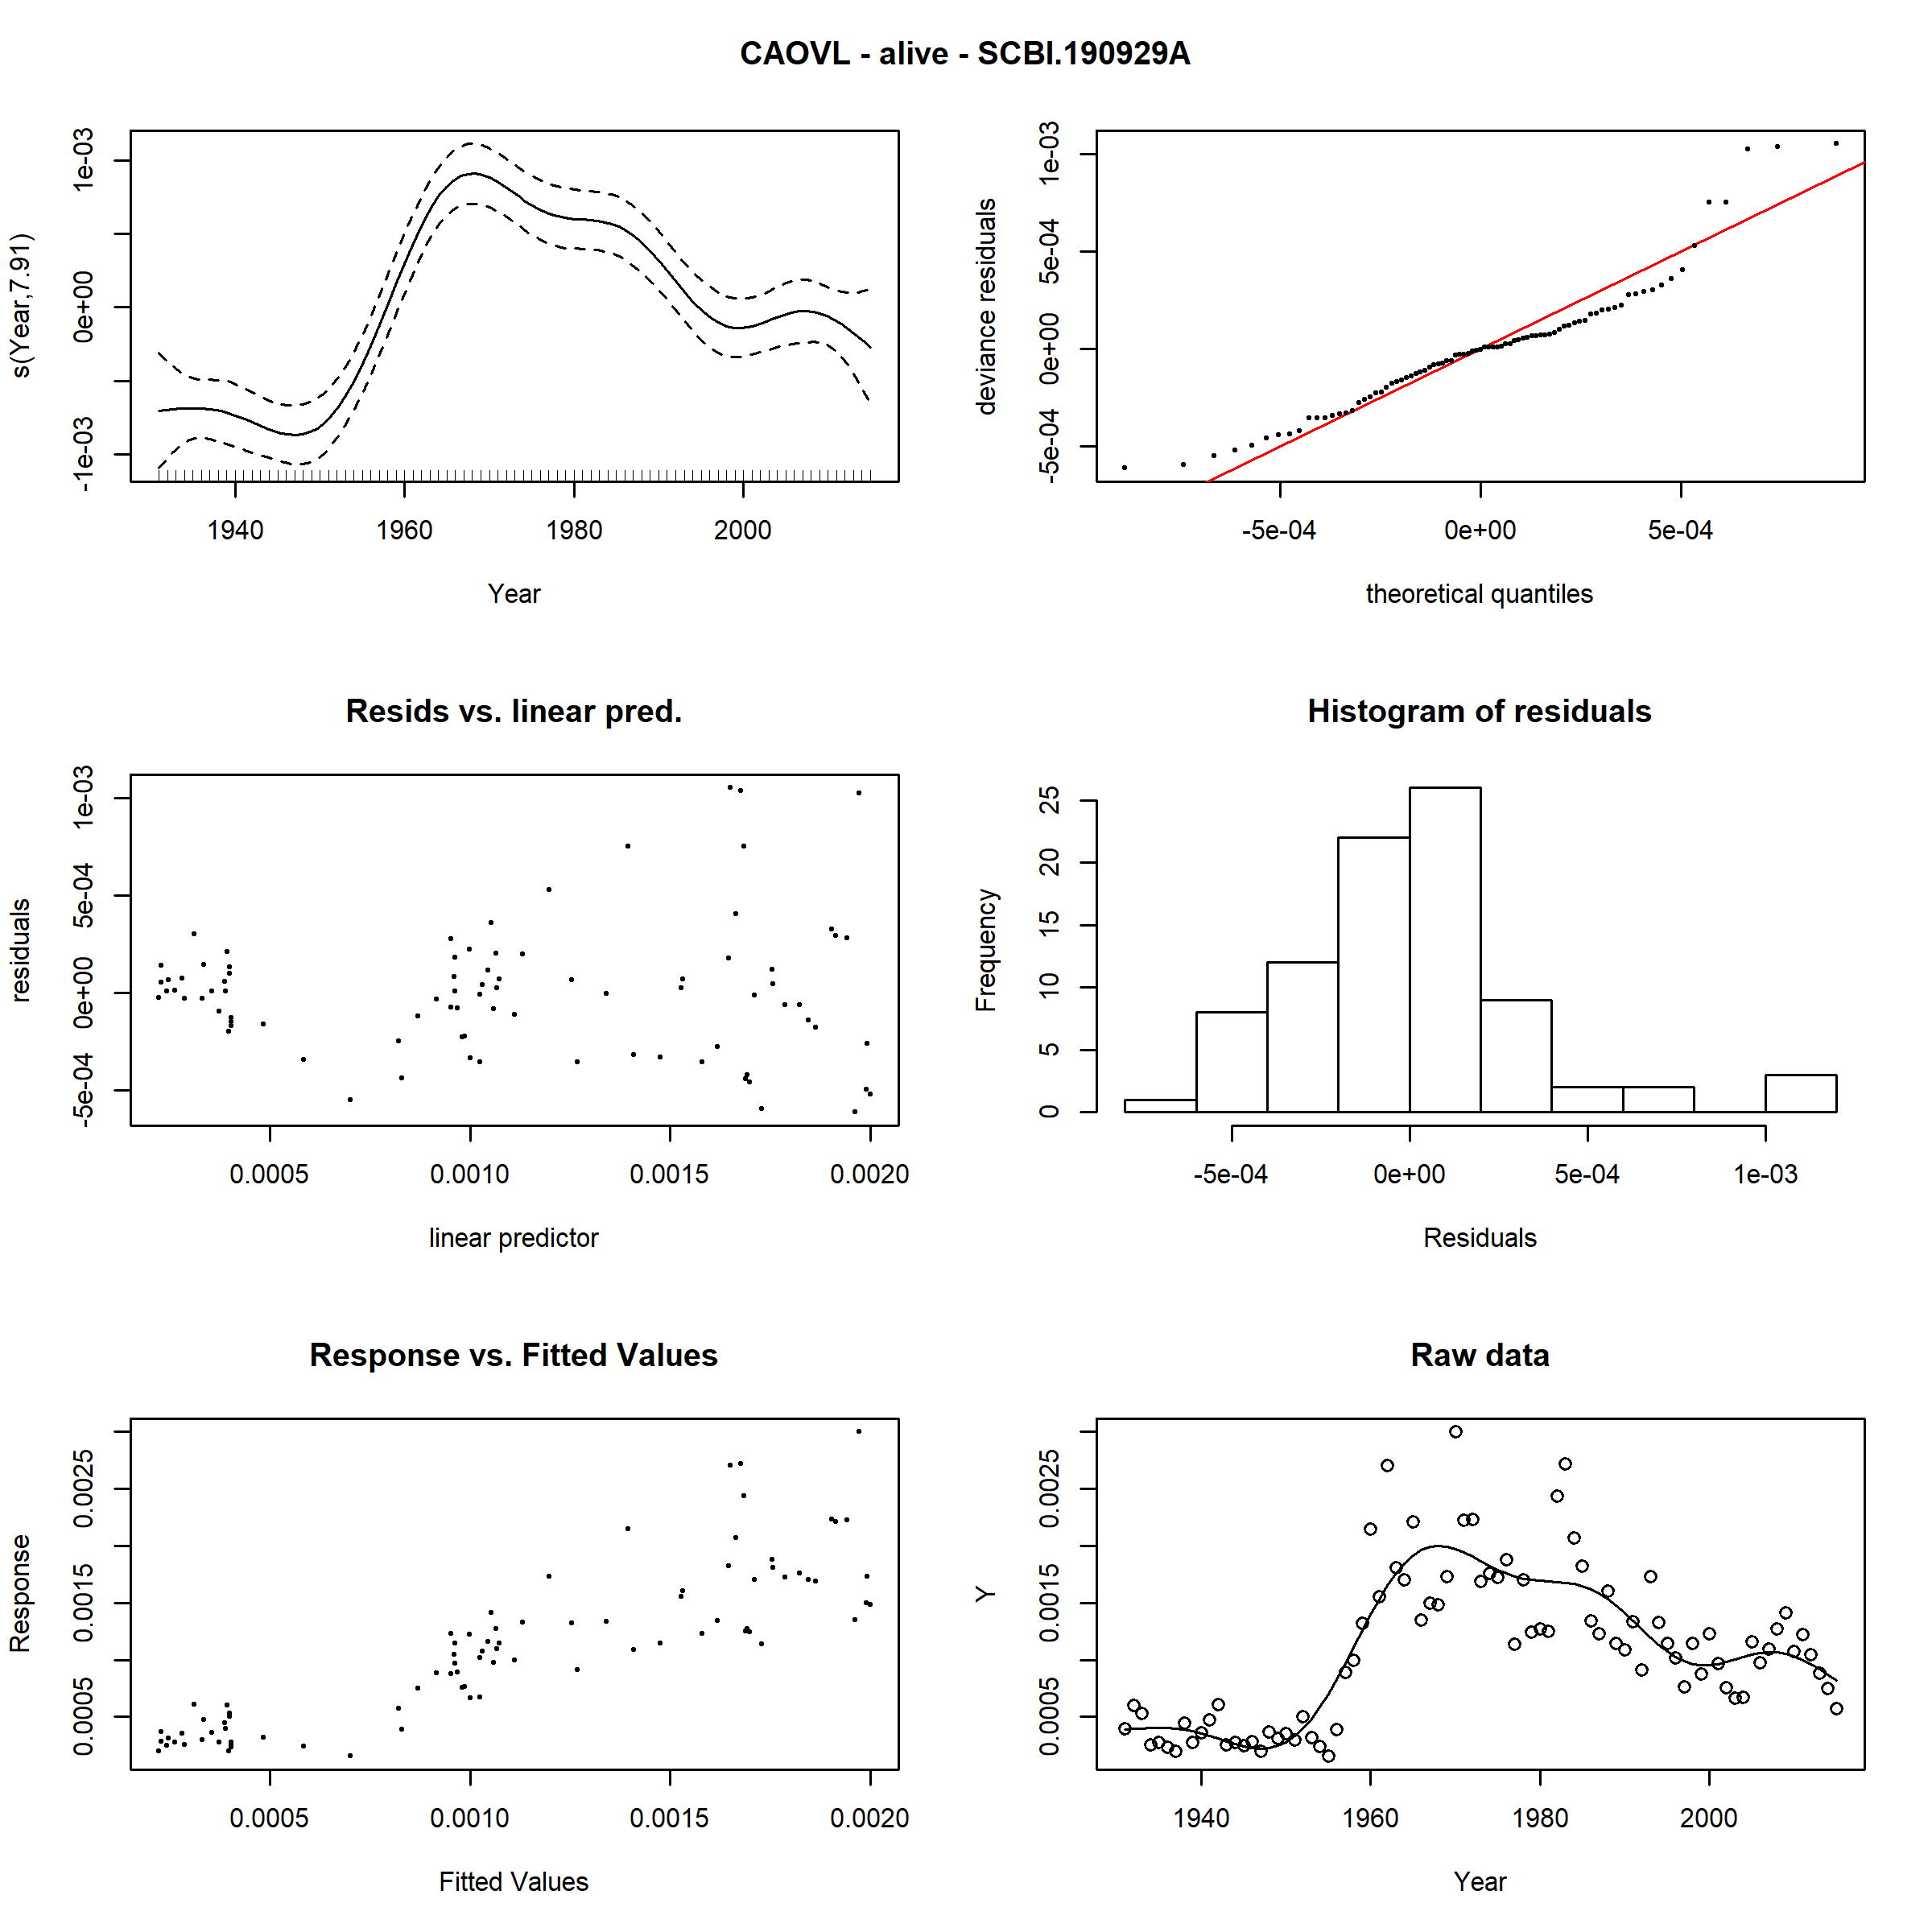 CAOVL - alive - SCBI.190929A
s(Year,7.91)
-1e-03 0e+00 1e-03
1940 1960 1980 2000
Year
deviance residuals
-5e-04 0e+00 5e-04 1e-03
-5e-04 0e+00 5e-04
theoretical quantiles
Resids vs. linear pred.
residuals
-5e-04 0e+00 5e-04 1e-03
0.0005 0.0010 0.0015 0.0020
linear predictor
Histogram of residuals
Frequency
0 5 10 15 20 25
-5e-04 0e+00 5e-04 1e-03
Residuals
Response vs. Fitted Values
Response
0.0005 0.0015 0.0025
0.0005 0.0010 0.0015 0.0020
Fitted Values
Raw data
Y
0.0005 0.0015 0.0025
1940 1960 1980 2000
Year